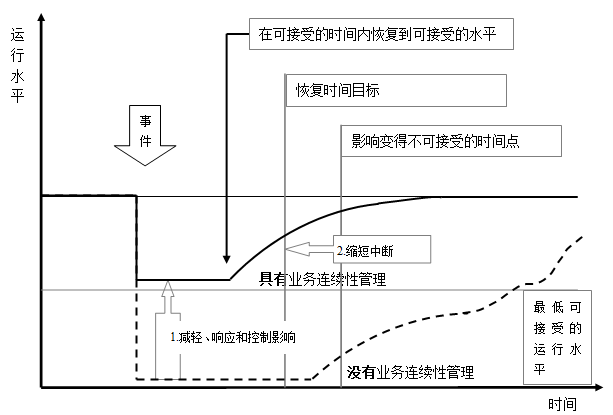 运行水平
在可接受的时间内恢复到可接受的水平
恢复时间目标
事件
影响变得不可接受的时间点
2.缩短中断
具有业务连续性管理
最低可
接受的
运行水
平
1.减轻、响应和控制影响
没有业务连续性管理
时间